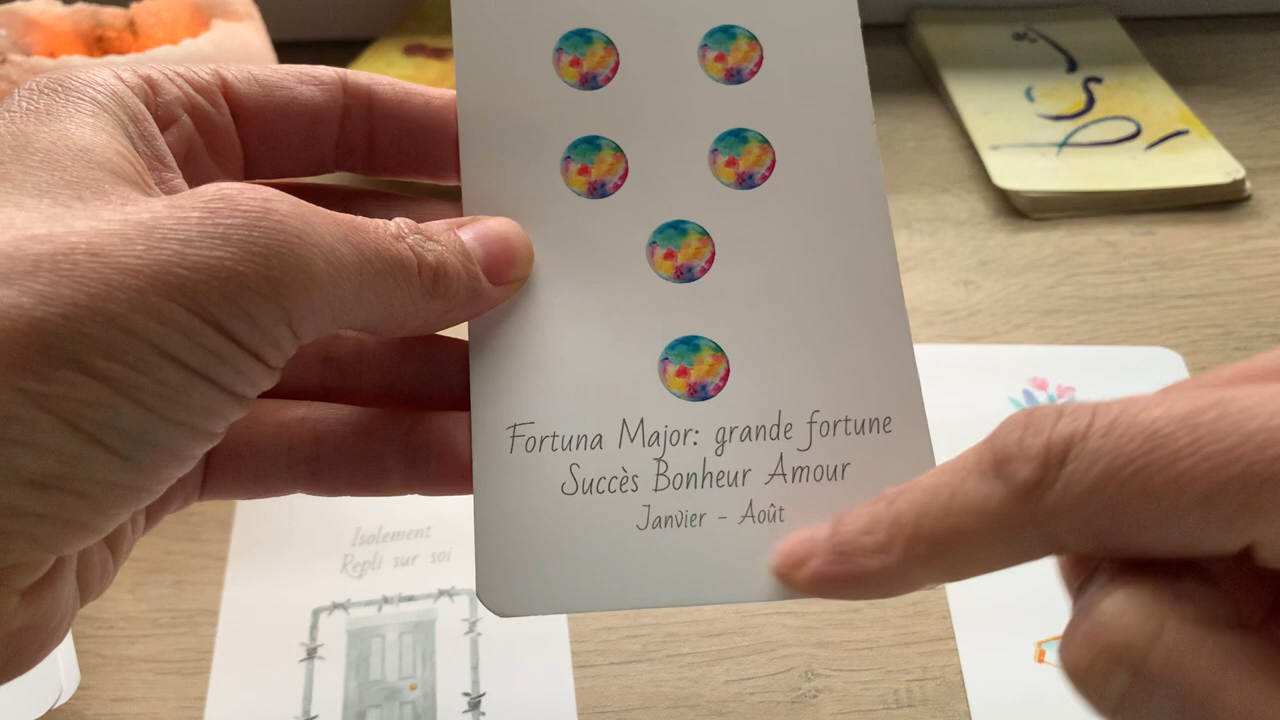 Fortuna Major: grande fortune
Succès Bonheur Amour
Janvier - Août
Isolement
Repli sur soi